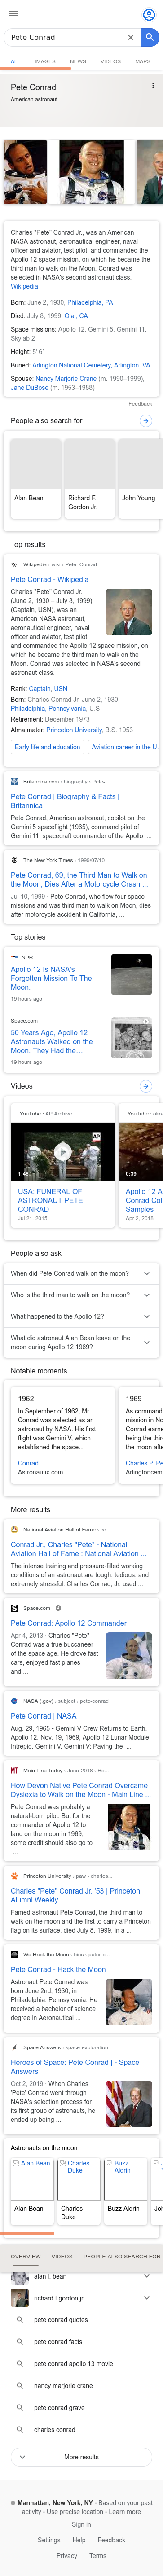 Pete Conrad
ALL IMAGES NEWS VIDEOS MAPS
Pete Conrad
American astronaut
Charles "Pete" Conrad Jr., was an American
NASA astronaut, aeronautical engineer, naval
officer and aviator, test pilot, and commanded
the Apollo 12 space mission, on which he
became the third man to walk on the Moon. Conrad was
selected in NASA's second astronaut class.
Wikipedia
Born: June 2, 1930, Philadelphia, PA
Died: July 8, 1999, Ojai, CA
Space missions: Apollo 12, Gemini 5, Gemini 11,
Skylab 2
Height: 5' 6"
Buried: Arlington National Cemetery, Arlington, VA
Spouse: Nancy Marjorie Crane (m. 1990–1999),
Jane DuBose (m. 1953–1988)
Feedback
People also search for
Alan Bean
Richard F.
Gordon Jr.
John Young
Top results
Wikipedia › wiki › Pete_Conrad
Pete Conrad - Wikipedia
Charles "Pete" Conrad Jr.
(June 2, 1930 – July 8, 1999)
(Captain, USN), was an
American NASA astronaut,
aeronautical engineer, naval
officer and aviator, test pilot,
and commanded the Apollo 12
space mission, on which he
became the third man to walk
on the Moon. Conrad was selected in NASA's second
astronaut class.
Rank: Captain, USN
Born: Charles Conrad Jr. June 2, 1930;
Philadelphia, Pennsylvania, U.S
Retirement: December 1973
Alma mater: Princeton University, B.S. 1953
Early life and education
Aviation career in the U.S
Britannica.com › biography › Pete-...
Pete Conrad | Biography & Facts |
Britannica
Pete Conrad, American astronaut, copilot on the
Gemini 5 spaceflight (1965), command pilot of
Gemini 11, spacecraft commander of the Apollo ...
The New York Times › 1999/07/10
Pete Conrad, 69, the Third Man to Walk on
the Moon, Dies After a Motorcycle Crash ...
Jul 10, 1999 · Pete Conrad, who flew four space
missions and was third man to walk on Moon, dies
after motorcycle accident in California, ...
Top stories
NPR
Apollo 12 Is NASA's
Forgotten Mission To The
Moon.
19 hours ago
Space.com
50 Years Ago, Apollo 12
Astronauts Walked on the
Moon. They Had the…
19 hours ago
Videos
YouTube · AP Archive
AP
1:48
USA: FUNERAL OF
ASTRONAUT PETE
CONRAD
Jul 21, 2015
YouTube
0:39
Apollo 12 A
Conrad Coll
Samples
Apr 2, 2018
People also ask
When did Pete Conrad walk on the moon?
Who is the third man to walk on the moon?
What happened to the Apollo 12?
What did astronaut Alan Bean leave on the
moon during Apollo 12 1969?
Notable moments
1962
In September of 1962, Mr.
Conrad was selected as an
astronaut by NASA. His first
flight was Gemini V, which
established the space…
Conrad
Astronautix.com
1969
As command
mission in No
Conrad earne
being the thi
the moon afte
Charles P.
Arlingtoncem
More results
National Aviation Hall of Fame › co...
Conrad Jr., Charles "Pete" - National
Aviation Hall of Fame : National Aviation ...
The intense training and pressure-filled working
conditions of an astronaut are tough, tedious, and
extremely stressful. Charles Conrad, Jr. used ...
Space.com
Pete Conrad: Apollo 12 Commander
Apr 4, 2013 · Charles "Pete"
Conrad was the everyman
of the space age. He drove fast
cars, enjoyed fast planes
and ...
NASA (.gov) › subject › pete-conrad
Pete Conrad | NASA
Aug. 29, 1965 - Gemini V Crew Returns to Earth.
Apollo 12. Nov. 19, 1969, Apollo 12 Lunar Module
Intrepid. Gemini V. Gemini V: Paving the ...
Main Line Today › June-2019 › Ho...
How Devon Native Pete Conrad Overcame
Dyslexia to Walk on the Moon - Main Line ...
Pete Conrad was probably a
natural-born pilot. But for the
commander of Apollo 12 to
land on the moon in 1969,
some credit should also go to
...
Princeton University › paw › charles...
Charles "Pete" Conrad Jr. '53 | Princeton
Alumni Weekly
Famed astronaut Pete Conrad, the third man to
walk on the moon and the first to carry a Princeton
flag on its surface, died July 8, 1999, in a ...
We Hack the Moon › bios › peter-c...
Pete Conrad - Hack the Moon
Astronaut Pete Conrad was
born June 2nd, 1930, in
Philadelphia, Pennsylvania. He
received a bachelor of science
degree in Aeronautical ...
Space Answers › space-exploration
Heroes of Space: Pete Conrad | - Space
Answers
Oct 2, 2019 · When Charles
'Pete' Conrad went through
NASA's selection process for
its first group of astronauts, he
ended up being ...
Astronauts on the moon
Alan Bean
Charles
Duke
Buzz
Aldrin
Alan Bean
Charles
Duke
Buzz Aldrin
OVERVIEW VIDEOS PEOPLE ALSO SEARCH FOR
alan l. bean
richard f gordon jr
pete conrad quotes
pete conrad facts
pete conrad apollo 13 movie
nancy marjorie crane
pete conrad grave
charles conrad
More results
Manhattan, New York, NY - Based on your past
activity - Use precise location - Learn more
Sign in
Settings Help Feedback
Privacy Terms